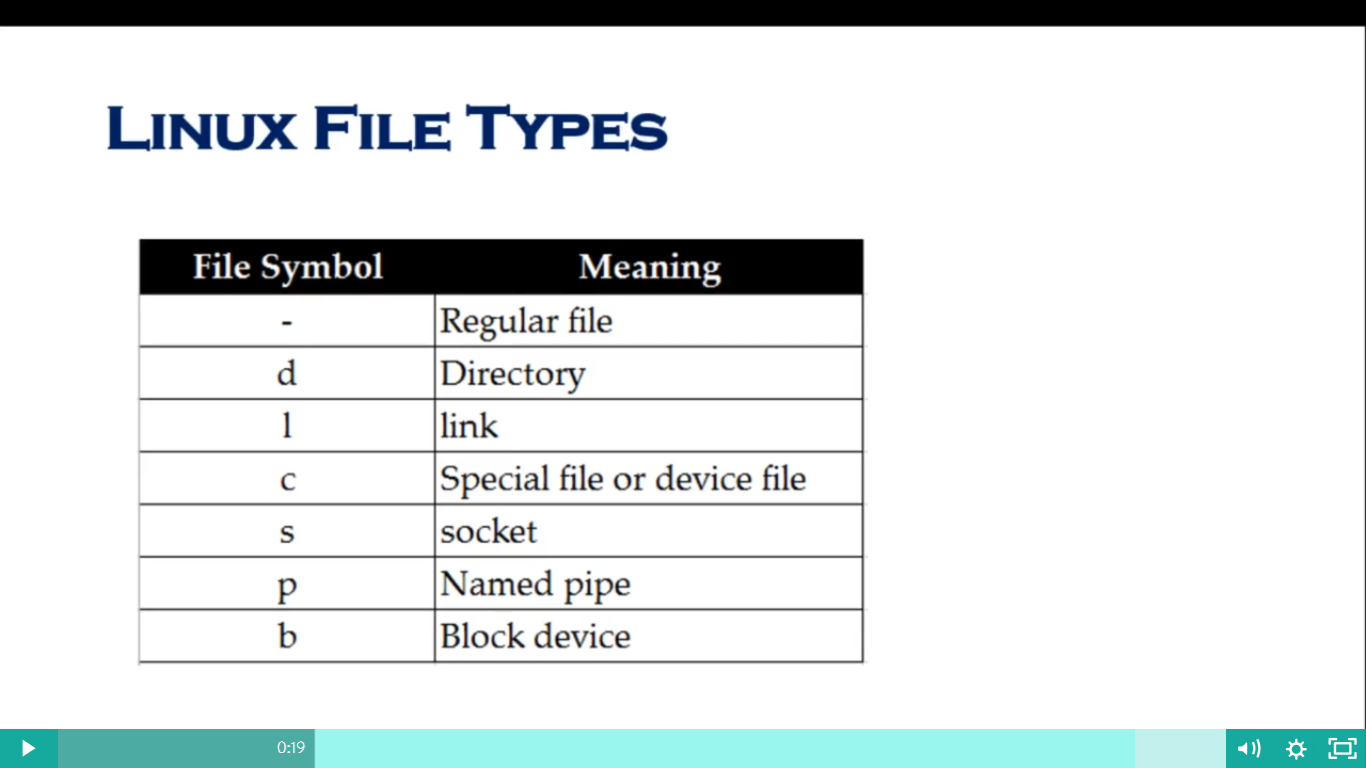 Linux File Types
File Symbol Meaning
- Regular file
d Directory
l link
c Special file or device file
s socket
p Named pipe
b Block device
0:19